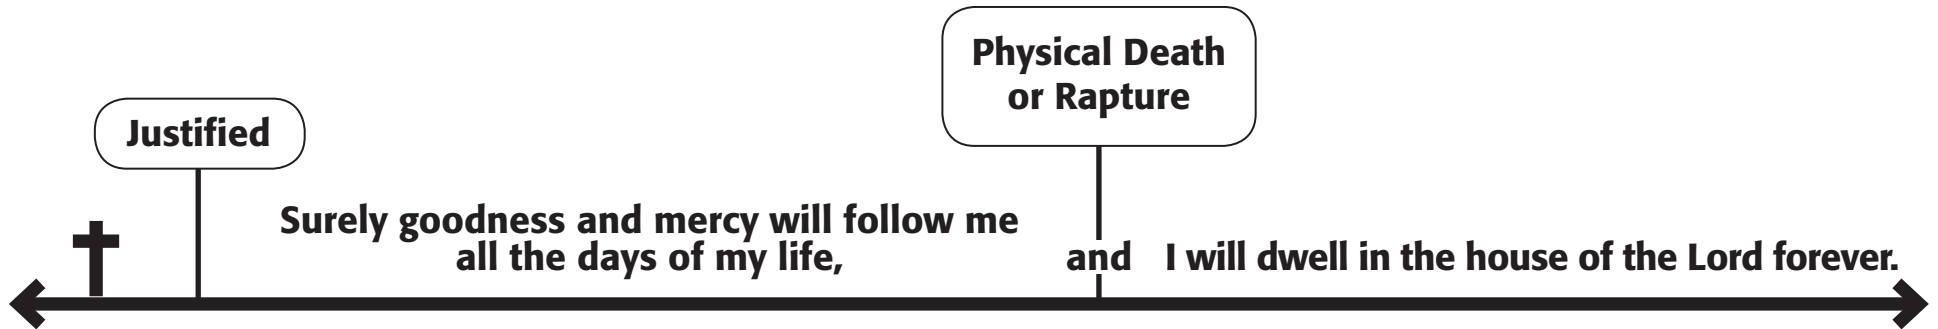 Physical Death
or Rapture
Justified
Surely goodness and mercy will follow me
all the days of my life,
and
I will dwell in the house of the Lord forever.